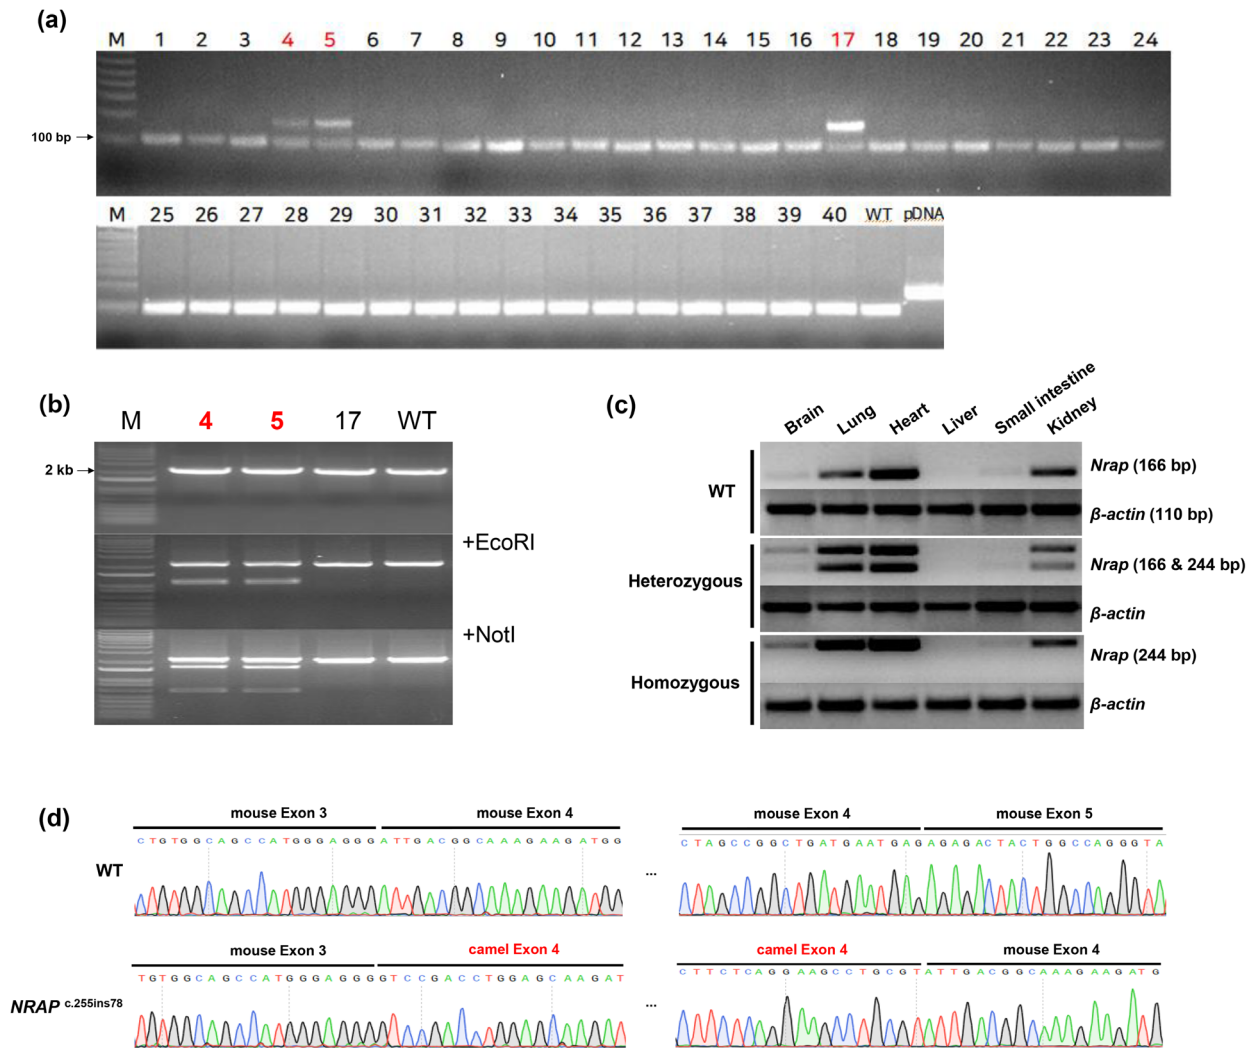 (a)
M 1 2 3 4 5 6 7 8 9 10 11 12 13 14 15 16 17 18 19 20 21 22 23 24
100 bp
M 25 26 27 28 29 30 31 32 33 34 35 36 37 38 39 40 WT pDNA
(b)
M 4 5 17 WT
2 kb
+EcoRI
+NotI
(c)
Brain Lung Heart Liver Small intestine Kidney
WT
Nrap (166 bp)
β-actin (110 bp)
Heterozygous
Nrap (166 & 244 bp)
β-actin
Homozygous
Nrap (244 bp)
β-actin
(d)
mouse Exon 3 mouse Exon 4 mouse Exon 4 mouse Exon 5
CTGTGGCAGCCATGGGAGGGATTGACGGCAAAGAAGATGG CTAGCCGGCTGATGAATGAGAGAGACTACTGGCCAGGGTA
WT ...
mouse Exon 3 camel Exon 4 camel Exon 4 mouse Exon 4
TGTGGCAGCCATGGGAGGGGTCCGACCTGGAGCAAGAT CTTCTCAGGAAGCCTGCGTATTGACGGCAAAGAAGATG
NRAP c.255ins78 ...